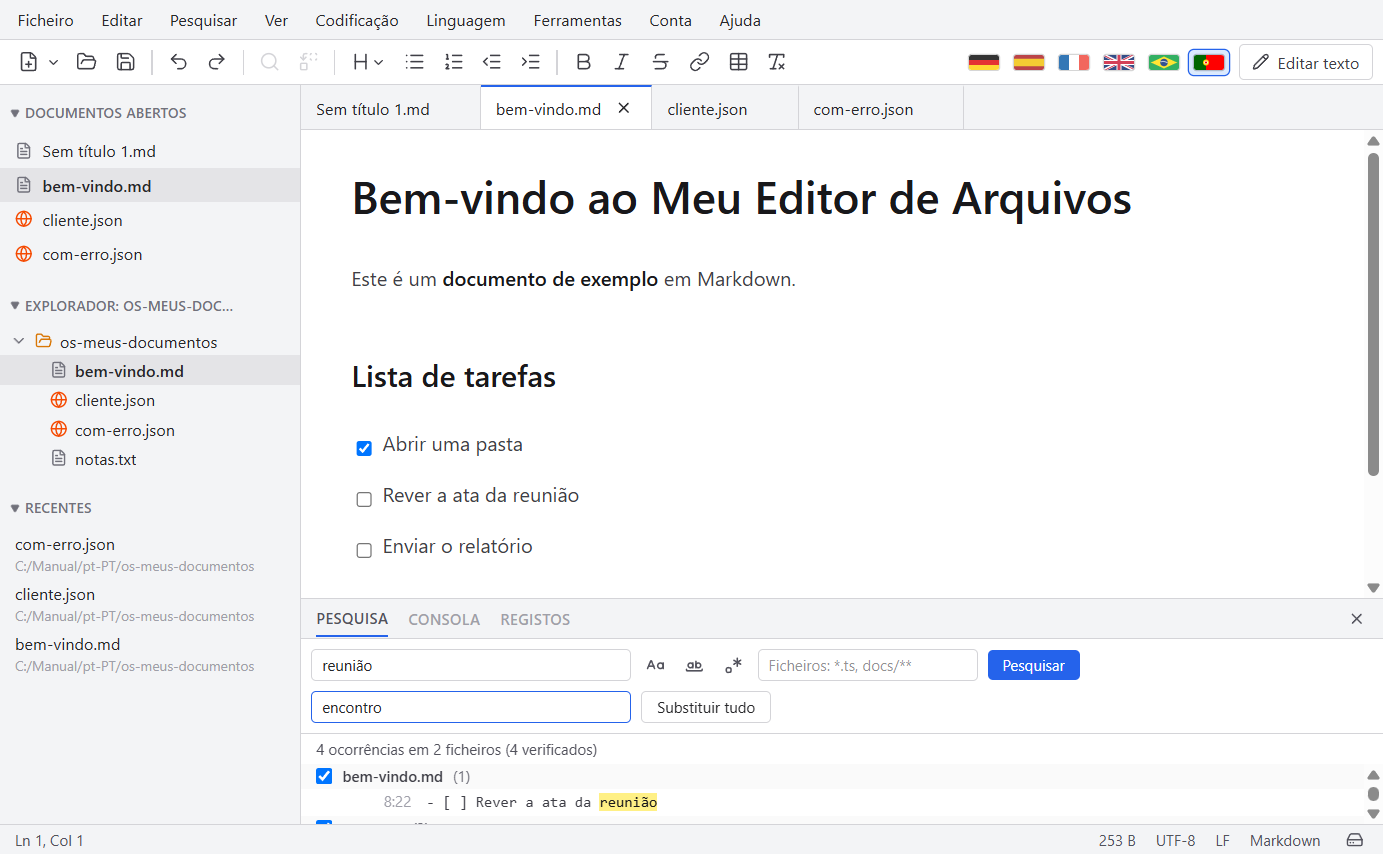 Ficheiro Editar Pesquisar Ver Codificação Linguagem Ferramentas Conta Ajuda
H B I S Editar texto
DOCUMENTOS ABERTOS
Sem título 1.md
bem-vindo.md
cliente.json
com-erro.json
EXPLORADOR: OS-MEUS-DOC...
os-meus-documentos
bem-vindo.md
cliente.json
com-erro.json
notas.txt
RECENTES
com-erro.json
C:/Manual/pt-PT/os-meus-documentos
cliente.json
C:/Manual/pt-PT/os-meus-documentos
bem-vindo.md
C:/Manual/pt-PT/os-meus-documentos
Sem título 1.md bem-vindo.md cliente.json com-erro.json
Bem-vindo ao Meu Editor de Arquivos
Este é um documento de exemplo em Markdown.
Lista de tarefas
Abrir uma pasta
Rever a ata da reunião
Enviar o relatório
PESQUISA CONSOLA REGISTOS
reunião Aa ab .* Ficheiros: *.ts, docs/** Pesquisar
encontro Substituir tudo
4 ocorrências em 2 ficheiros (4 verificados)
bem-vindo.md (1)
8:22 - [ ] Rever a ata da reunião
Ln 1, Col 1 253 B UTF-8 LF Markdown